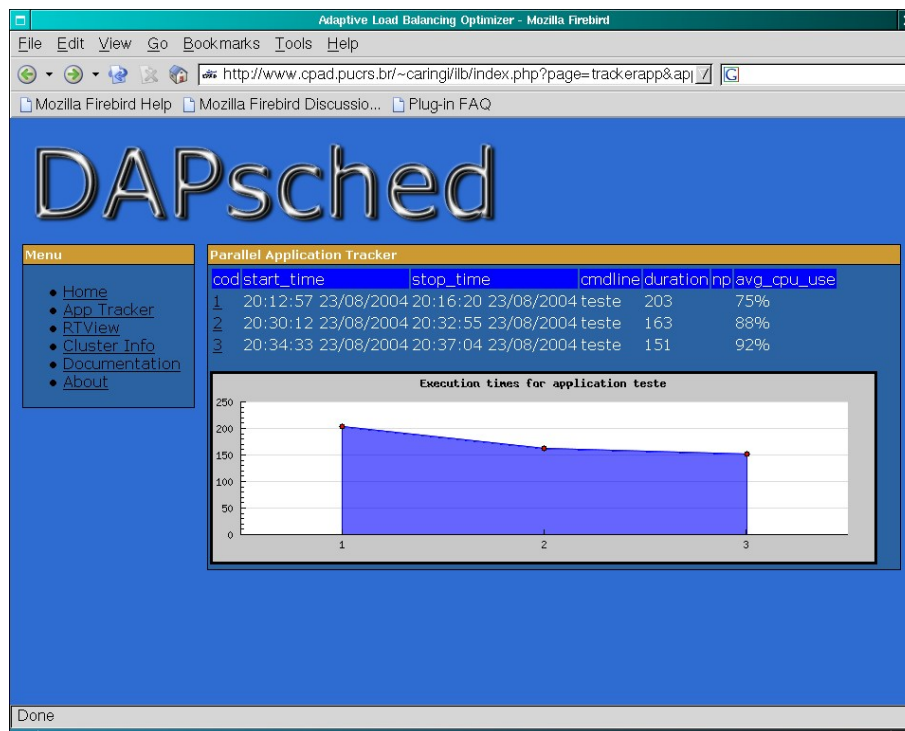 Adaptive Load Balancing Optimizer - Mozilla Firebird
File Edit View Go Bookmarks Tools Help
http://www.cpad.pucrs.br/~caringi/ilb/index.php?page=trackerapp&ap
Mozilla Firebird Help Mozilla Firebird Discussio... Plug-in FAQ
DAPsched
Menu
Home
App Tracker
RTView
Cluster Info
Documentation
About
Parallel Application Tracker
cod start_time stop_time cmdline duration np avg_cpu_use
1 20:12:57 23/08/2004 20:16:20 23/08/2004 teste 203 75%
2 20:30:12 23/08/2004 20:32:55 23/08/2004 teste 163 88%
3 20:34:33 23/08/2004 20:37:04 23/08/2004 teste 151 92%
Execution times for application teste
250
200
150
100
50
0
1 2 3
Done